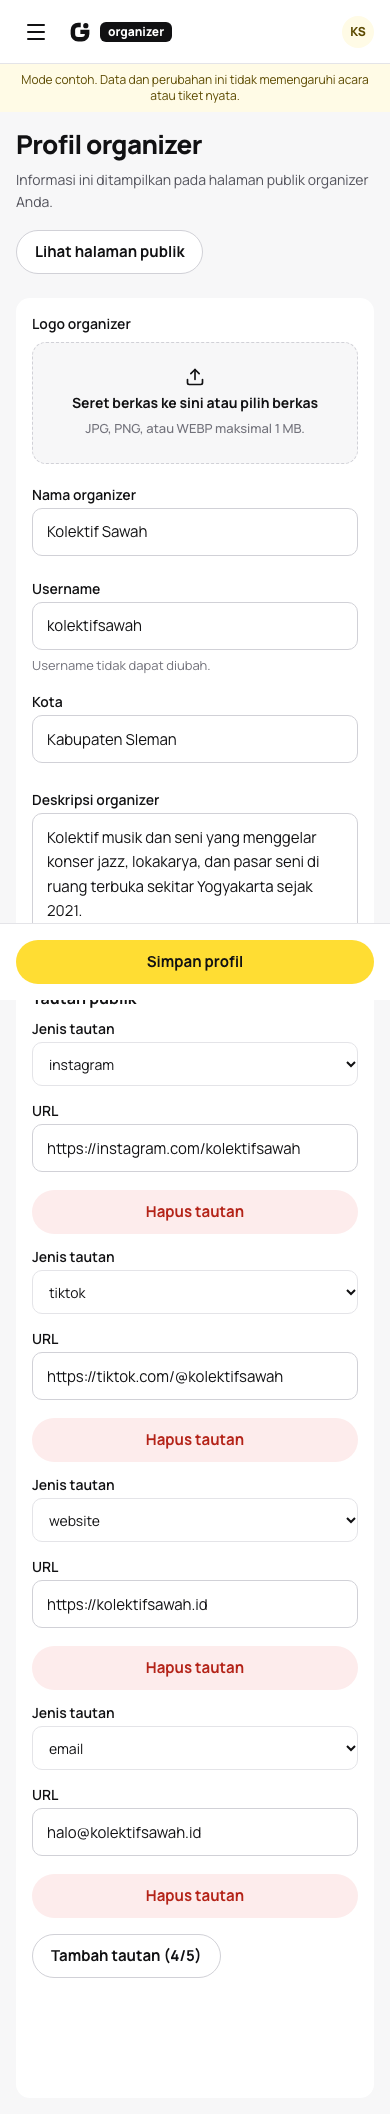 organizer
KS
Mode contoh. Data dan perubahan ini tidak memengaruhi acara
atau tiket nyata.
Profil organizer
Informasi ini ditampilkan pada halaman publik organizer
Anda.
Lihat halaman publik
Logo organizer
Seret berkas ke sini atau pilih berkas
JPG, PNG, atau WEBP maksimal 1 MB.
Nama organizer
Kolektif Sawah
Username
kolektifsawah
Username tidak dapat diubah.
Kota
Kabupaten Sleman
Deskripsi organizer
Kolektif musik dan seni yang menggelar
konser jazz, lokakarya, dan pasar seni di
ruang terbuka sekitar Yogyakarta sejak
2021.
Simpan profil
Tautan publik
Jenis tautan
instagram
URL
https://instagram.com/kolektifsawah
Hapus tautan
Jenis tautan
tiktok
URL
https://tiktok.com/@kolektifsawah
Hapus tautan
Jenis tautan
website
URL
https://kolektifsawah.id
Hapus tautan
Jenis tautan
email
URL
halo@kolektifsawah.id
Hapus tautan
Tambah tautan (4/5)